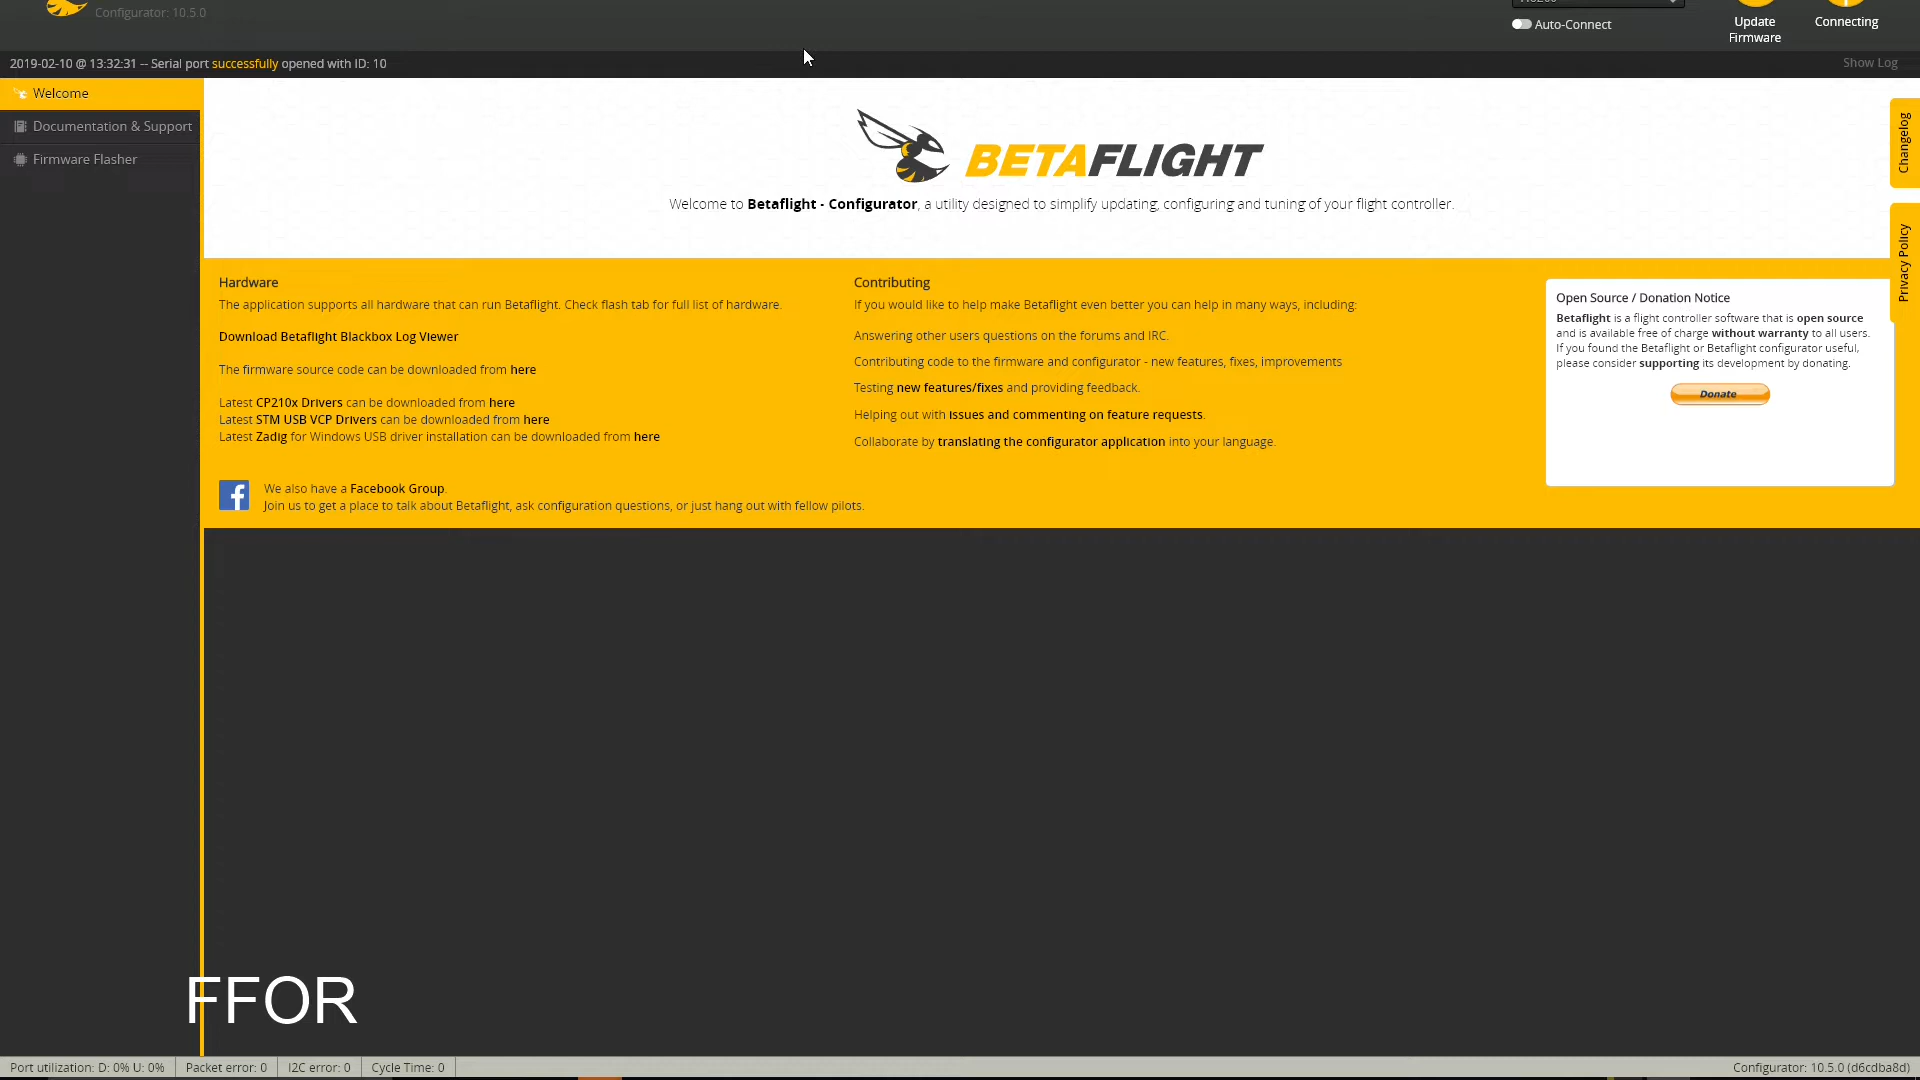 Configurator: 10.5.0
Auto-Connect
Update
Firmware
Connecting
2019-02-10 @ 13:32:31 -- Serial port successfully opened with ID: 10
Show Log
Welcome
Documentation & Support
Firmware Flasher
BETAFLIGHT
Welcome to Betaflight - Configurator, a utility designed to simplify updating, configuring and tuning of your flight controller.
Changelog
Privacy Policy
Hardware
The application supports all hardware that can run Betaflight. Check flash tab for full list of hardware.
Download Betaflight Blackbox Log Viewer
The firmware source code can be downloaded from here
Latest CP210x Drivers can be downloaded from here
Latest STM USB VCP Drivers can be downloaded from here
Latest Zadig for Windows USB driver installation can be downloaded from here
We also have a Facebook Group.
Join us to get a place to talk about Betaflight, ask configuration questions, or just hang out with fellow pilots.
Contributing
If you would like to help make Betaflight even better you can help in many ways, including:
Answering other users questions on the forums and IRC.
Contributing code to the firmware and configurator - new features, fixes, improvements
Testing new features/fixes and providing feedback.
Helping out with issues and commenting on feature requests.
Collaborate by translating the configurator application into your language.
Open Source / Donation Notice
Betaflight is a flight controller software that is open source
and is available free of charge without warranty to all users.
If you found the Betaflight or Betaflight configurator useful,
please consider supporting its development by donating.
Donate
FFOR
Port utilization: D: 0% U: 0%
Packet error: 0
I2C error: 0
Cycle Time: 0
Configurator: 10.5.0 (d6cdba8d)